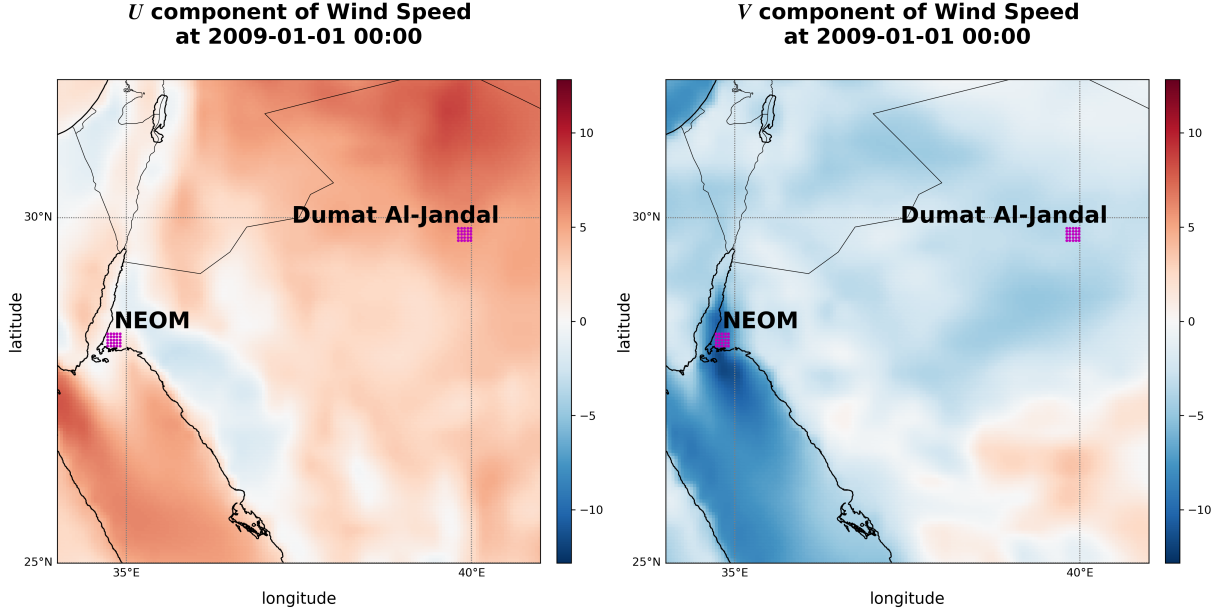 U component of Wind Speed
at 2009-01-01 00:00
latitude
30°N
25°N
35°E
40°E
longitude
Dumat Al-Jandal
NEOM
10
5
0
−5
−10
V component of Wind Speed
at 2009-01-01 00:00
latitude
30°N
25°N
35°E
40°E
longitude
Dumat Al-Jandal
NEOM
10
5
0
−5
−10